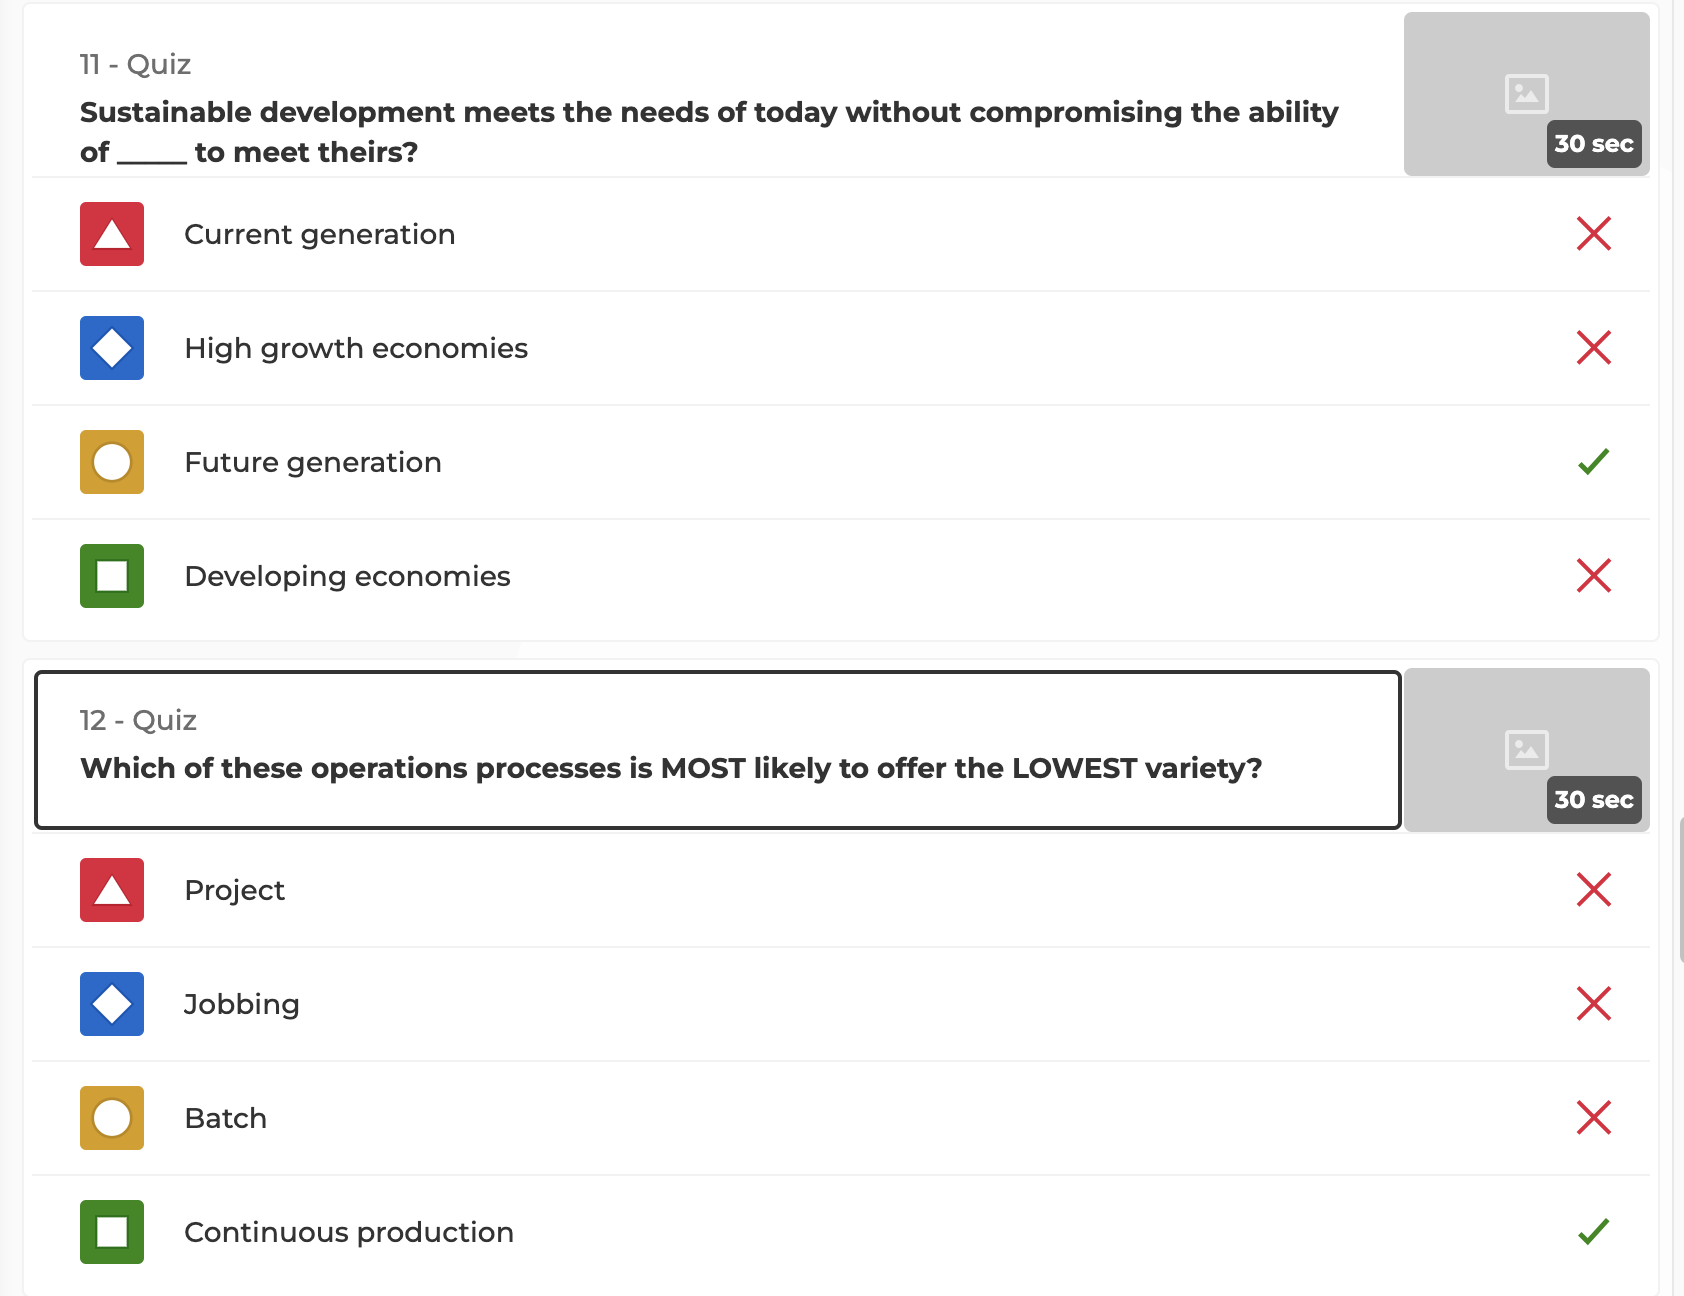 11 - Quiz
Sustainable development meets the needs of today without compromising the ability
of _____ to meet theirs?
30 sec
Current generation
High growth economies
Future generation
Developing economies
12 - Quiz
Which of these operations processes is MOST likely to offer the LOWEST variety?
30 sec
Project
Jobbing
Batch
Continuous production